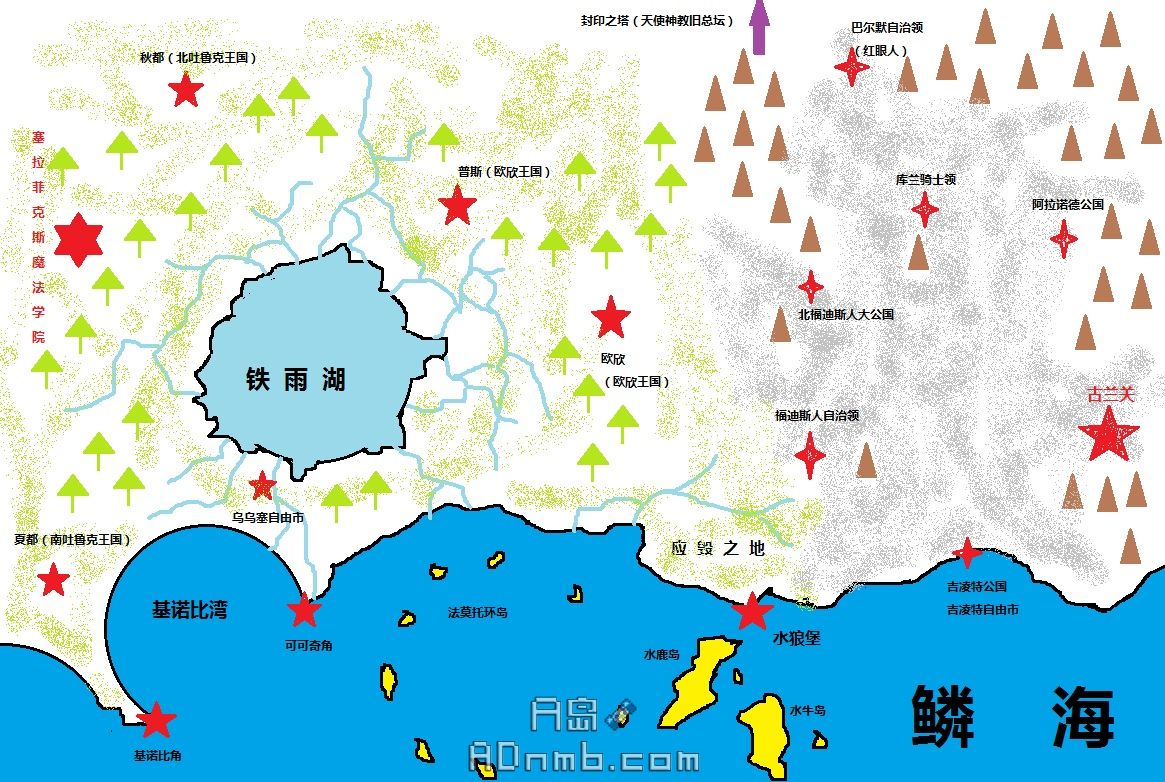 封印之塔（天使神教旧总坛）
巴尔默自治领
（红眼人）
秋都（北吐鲁克王国）
塞拉菲克斯魔法学院
普斯（欧欣王国）
库兰骑士领
阿拉诺德公国
北福迪斯人大公国
欧欣
（欧欣王国）
铁雨湖
古兰关
福迪斯人自治领
乌乌塞自由市
夏都（南吐鲁克王国）
应毁之地
基诺比湾
法莫托环岛
吉凌特公国
吉凌特自由市
可可奇角
水狼堡
水鹿岛
水牛岛
鳞海
基诺比角
A岛
ADnmb.com